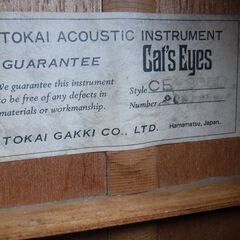 TOKAI ACOUSTIC INSTRUMENT
GUARANTEE
Cat's Eyes
We guarantee this instrument
to be free of any defects in
materials or workmanship.
Style CE
Number
TOKAI GAKKI CO., LTD. Hamamatsu, Japan.